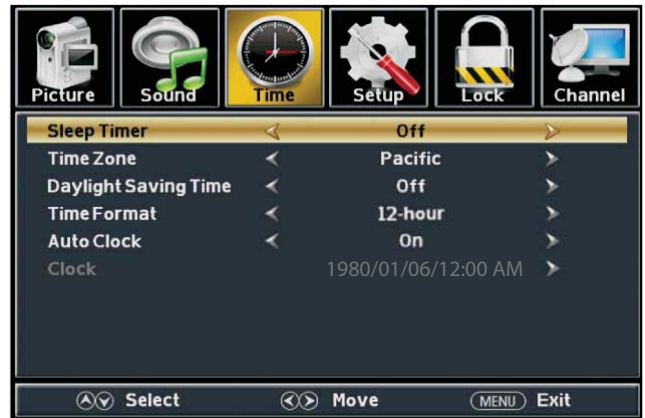 Picture Sound Time Setup Lock Channel
Sleep Timer Off
Time Zone Pacific
Daylight Saving Time Off
Time Format 12-hour
Auto Clock On
Clock 1980/01/06/12:00 AM
Select Move MENU Exit